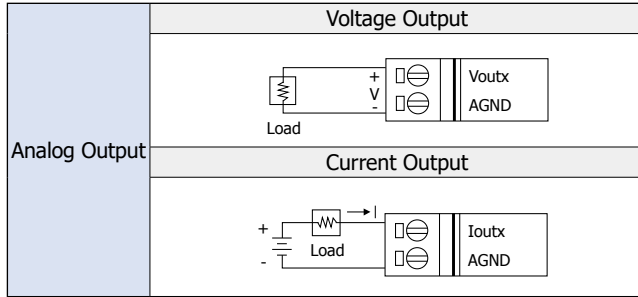 Analog Output
Voltage Output
+
V
-
Load
Voutx
AGND
Current Output
+
-
Load
I
Ioutx
AGND